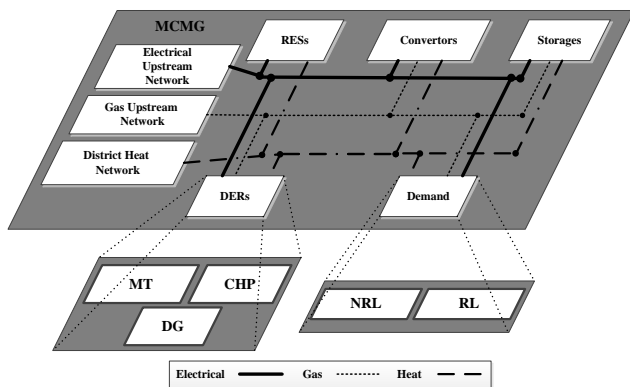 MCMG
RESs
Convertors
Storages
Electrical
Upstream
Network
Gas Upstream
Network
District Heat
Network
DERs
Demand
MT
CHP
DG
NRL
RL
Electrical Gas Heat